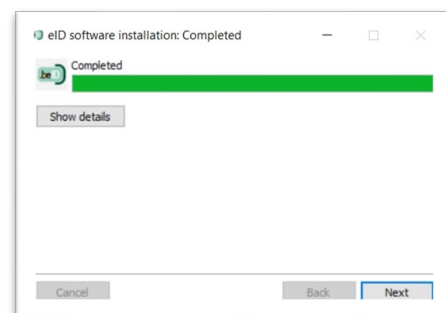 eID software installation: Completed
.be
Completed
Show details
Cancel
Back
Next